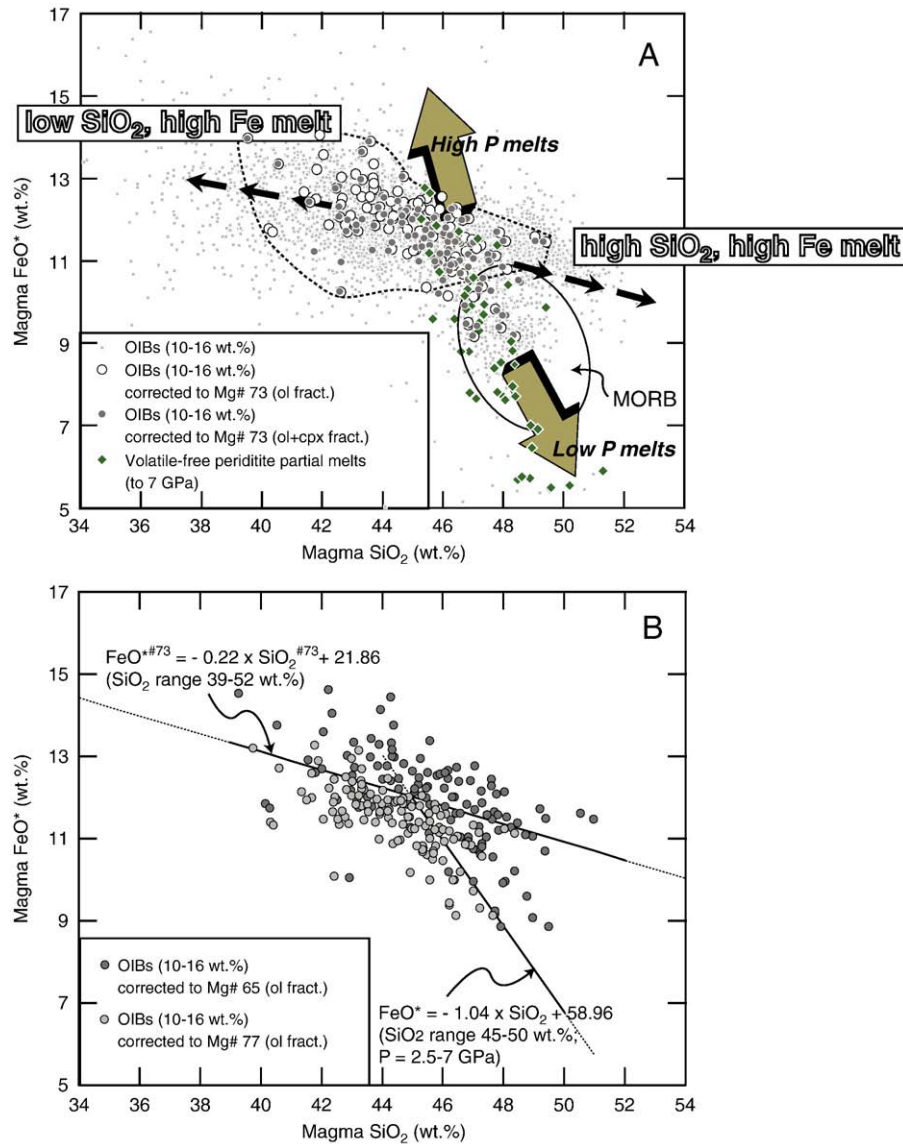 17
A
15
low SiO₂, high Fe melt
High P melts
13
high SiO₂, high Fe melt
11
Magma FeO* (wt.%)
9
OIBs (10-16 wt.%)
OIBs (10-16 wt.%)
corrected to Mg# 73 (ol fract.)
OIBs (10-16 wt.%)
corrected to Mg# 73 (ol+cpx fract.)
Volatile-free periditite partial melts
(to 7 GPa)
MORB
7
Low P melts
5
34 36 38 40 42 44 46 48 50 52 54
Magma SiO₂ (wt.%)
17
B
15
FeO*#73 = - 0.22 x SiO₂#73 + 21.86
(SiO₂ range 39-52 wt.%)
13
11
Magma FeO* (wt.%)
9
OIBs (10-16 wt.%)
corrected to Mg# 65 (ol fract.)
OIBs (10-16 wt.%)
corrected to Mg# 77 (ol fract.)
7
FeO* = - 1.04 x SiO₂ + 58.96
(SiO2 range 45-50 wt.%;
P = 2.5-7 GPa)
5
34 36 38 40 42 44 46 48 50 52 54
Magma SiO₂ (wt.%)